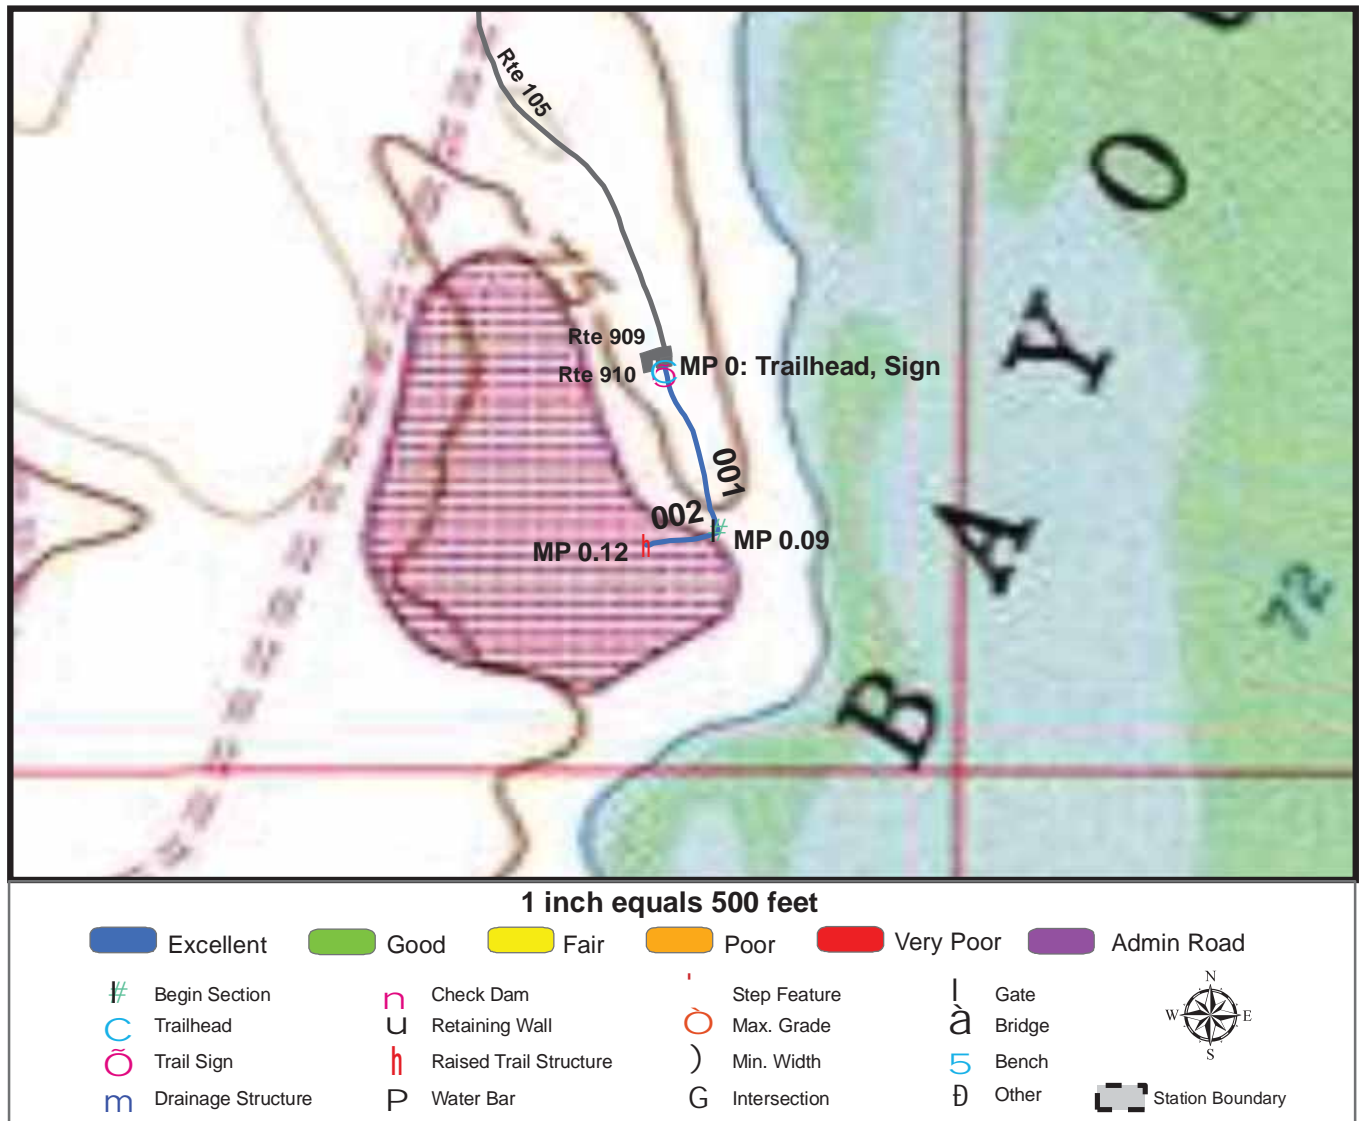 Rte 105
15
Rte 909
Rte 910
MP 0: Trailhead, Sign
001
002
MP 0.12
MP 0.09
BAYO
72
1 inch equals 500 feet
Excellent
Good
Fair
Poor
Very Poor
Admin Road
# Begin Section
C Trailhead
Õ Trail Sign
m Drainage Structure
n Check Dam
u Retaining Wall
h Raised Trail Structure
P Water Bar
' Step Feature
Ò Max. Grade
) Min. Width
G Intersection
l Gate
à Bridge
5 Bench
Ð Other
N
W E
S
Station Boundary